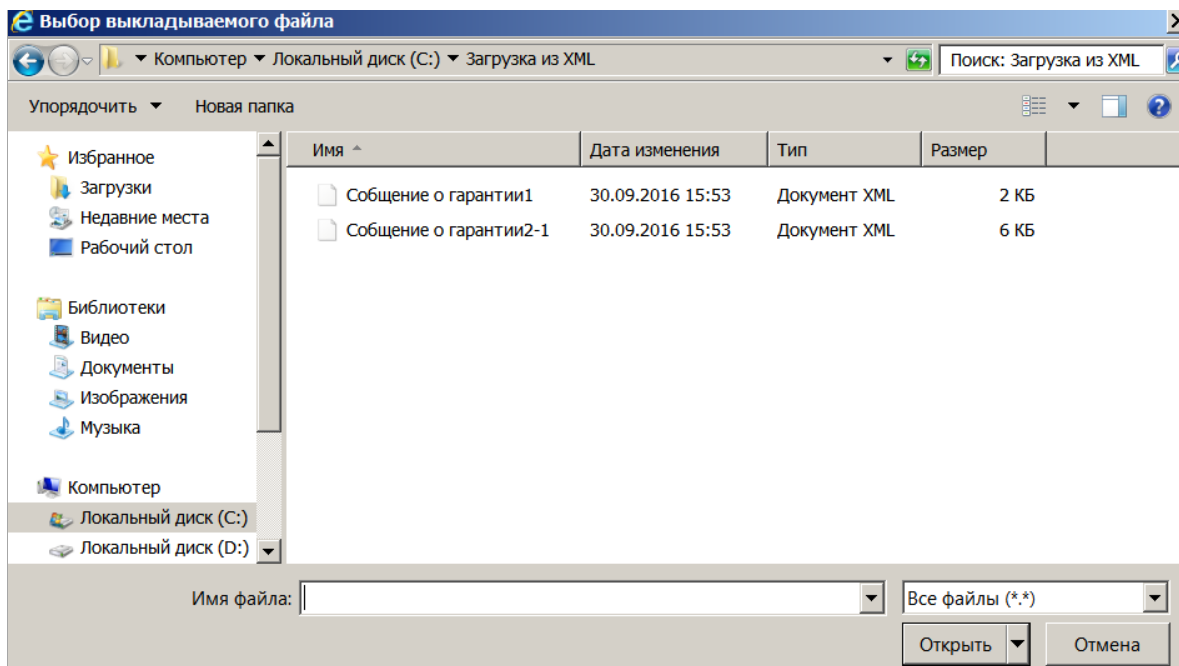 Выбор выкладываемого файла
Компьютер Локальный диск (C:) Загрузка из XML Поиск: Загрузка из XML
Упорядочить Новая папка
Избранное
Загрузки
Недавние места
Рабочий стол
Библиотеки
Видео
Документы
Изображения
Музыка
Компьютер
Локальный диск (C:)
Локальный диск (D:)
Имя Дата изменения Тип Размер
Собщение о гарантии1 30.09.2016 15:53 Документ XML 2 КБ
Собщение о гарантии2-1 30.09.2016 15:53 Документ XML 6 КБ
Имя файла: Все файлы (*.*)
Открыть Отмена